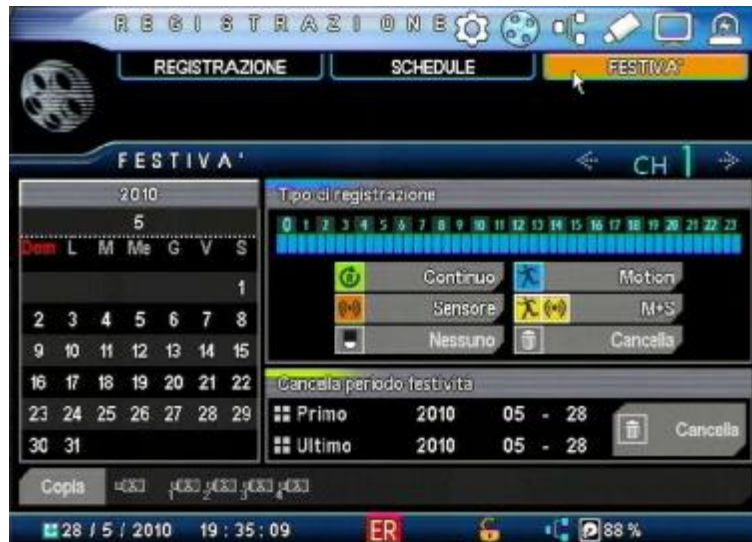 REGISTRAZIONE
REGISTRAZIONE SCHEDULE FESTIVA'
FESTIVA' CH 1
2010
5
Dom L M Me G V S
1
2 3 4 5 6 7 8
9 10 11 12 13 14 15
16 17 18 19 20 21 22
23 24 25 26 27 28 29
30 31
Tipo di registrazione
0 1 2 3 4 5 6 7 8 9 10 11 12 13 14 15 16 17 18 19 20 21 22 23
Continuo Motion
Sensore M+S
Nessuno Cancella
Cancella periodo festività
Primo 2010 05 - 28
Ultimo 2010 05 - 28
Cancella
Copia
28 / 5 / 2010 19 : 35 : 09 ER 88 %